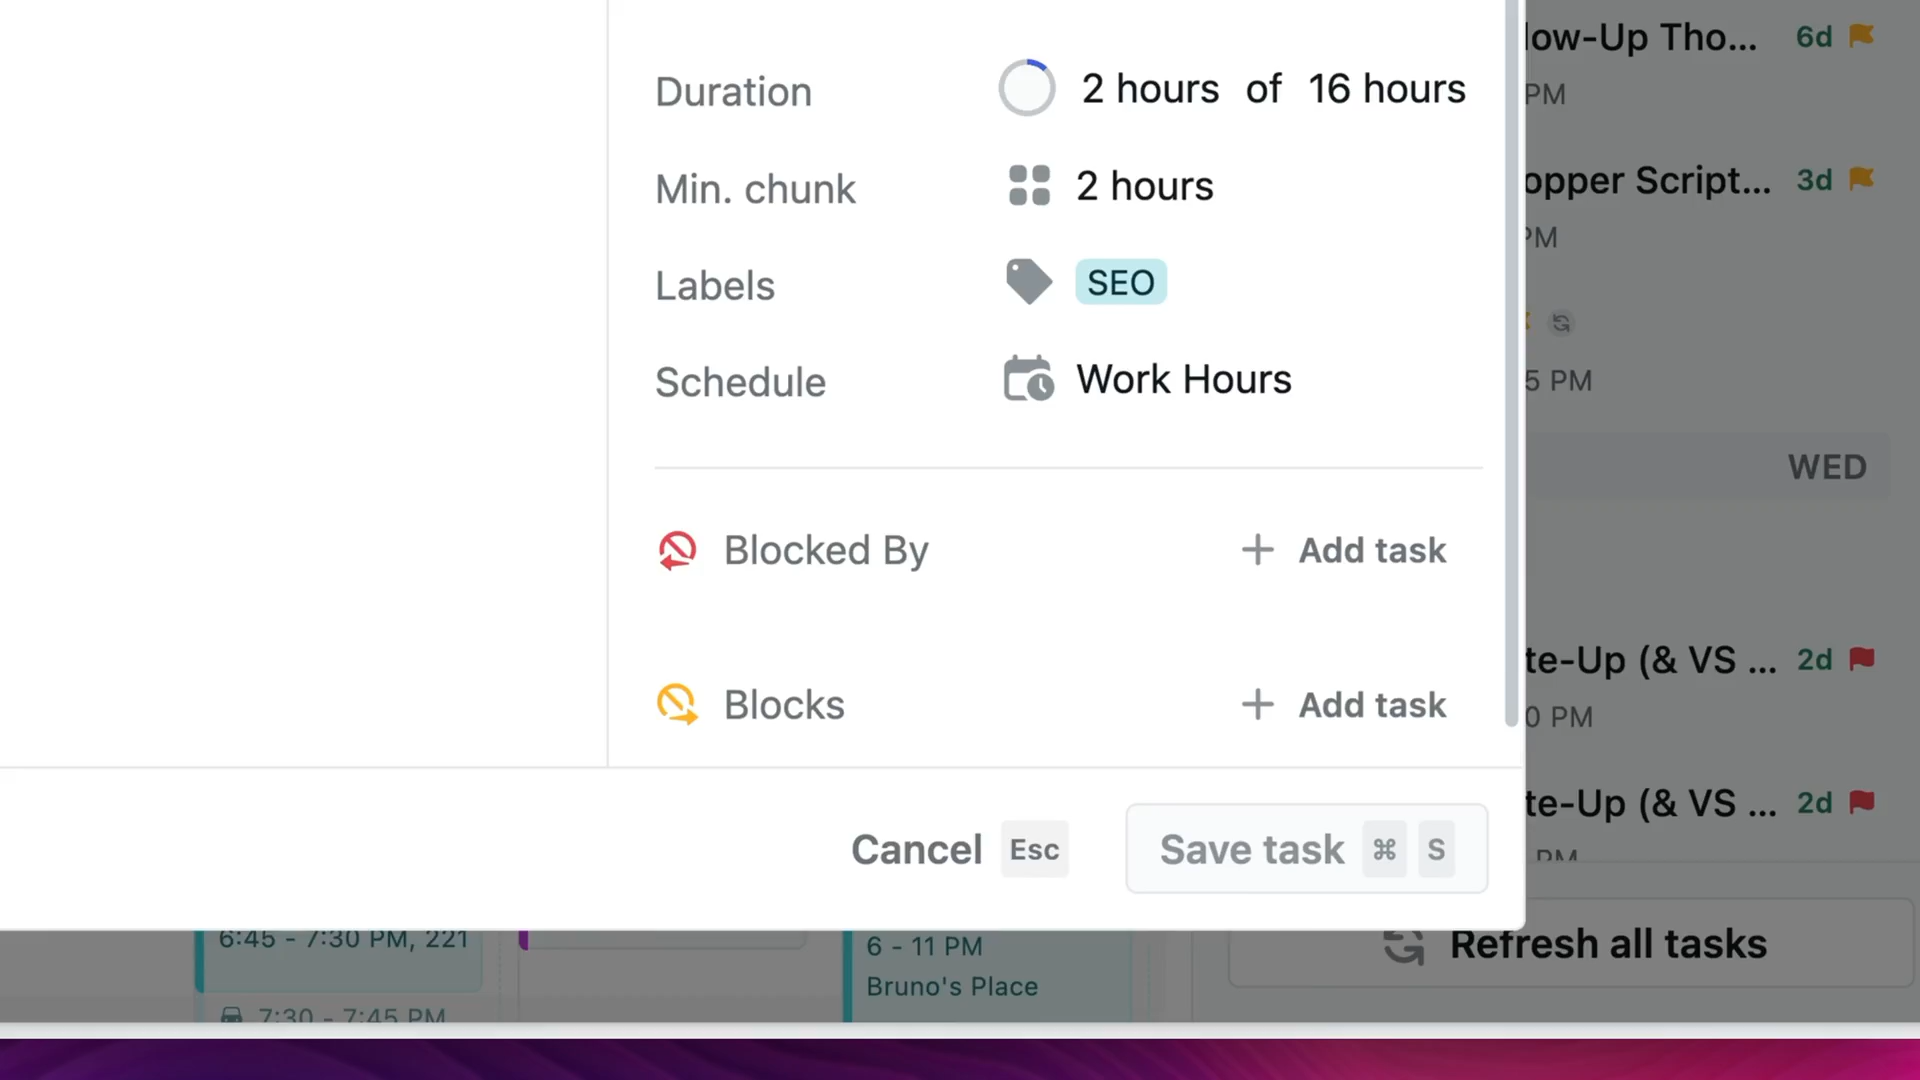 Duration 2 hours of 16 hours
Min. chunk 2 hours
Labels SEO
Schedule Work Hours
Blocked By + Add task
Blocks + Add task
Cancel Esc Save task ⌘ S
low-Up Tho... 6d
PM
opper Script... 3d
PM
5 PM
WED
te-Up (& VS ... 2d
0 PM
te-Up (& VS ... 2d
PM
Refresh all tasks
6:45 - 7:30 PM, 221
7:30 - 7:45 PM
6 - 11 PM
Bruno's Place